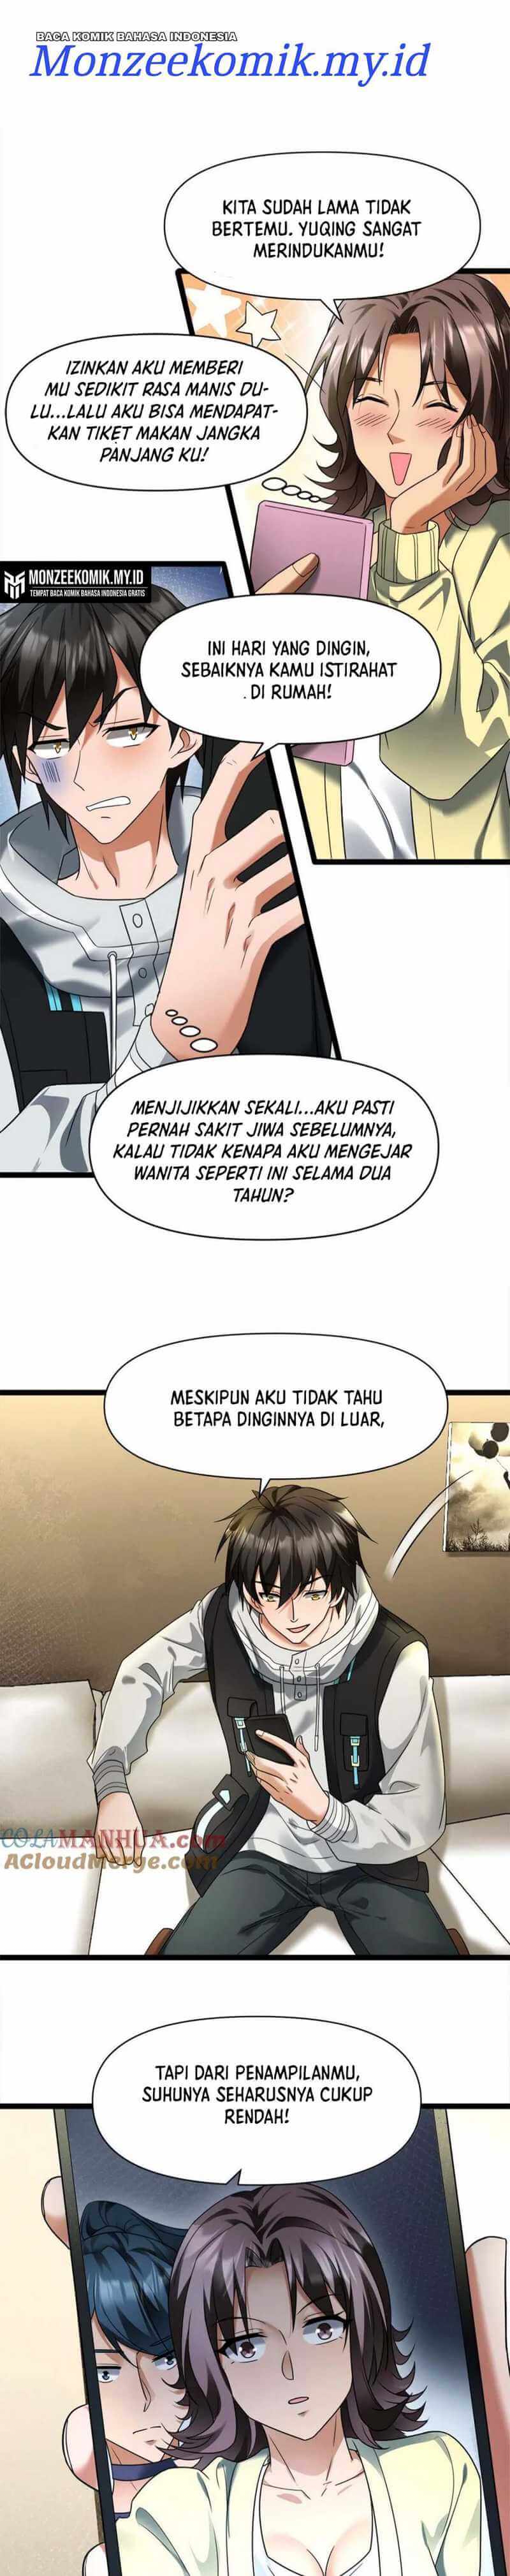 BACA KOMIK BAHASA INDONESIA
Monzeekomik.my.id
KITA SUDAH LAMA TIDAK
BERTEMU. YUQING SANGAT
MERINDUKANMU!
IZINKAN AKU MEMBERI
MU SEDIKIT RASA MANIS DU-
LU...LALU AKU BISA MENDAPAT-
KAN TIKET MAKAN JANGKA
PANJANG KU!
MONZEEKOMIK.MY.ID
TEMPAT BACA KOMIK BAHASA INDONESIA GRATIS
INI HARI YANG DINGIN,
SEBAIKNYA KAMU ISTIRAHAT
DI RUMAH!
MENJIJIKKAN SEKALI...AKU PASTI
PERNAH SAKIT JIWA SEBELUMNYA,
KALAU TIDAK KENAPA AKU MENGEJAR
WANITA SEPERTI INI SELAMA DUA
TAHUN?
MESKIPUN AKU TIDAK TAHU
BETAPA DINGINNYA DI LUAR,
COLAMANHUA.com
ACloudMerge.com
TAPI DARI PENAMPILANMU,
SUHUNYA SEHARUSNYA CUKUP
RENDAH!